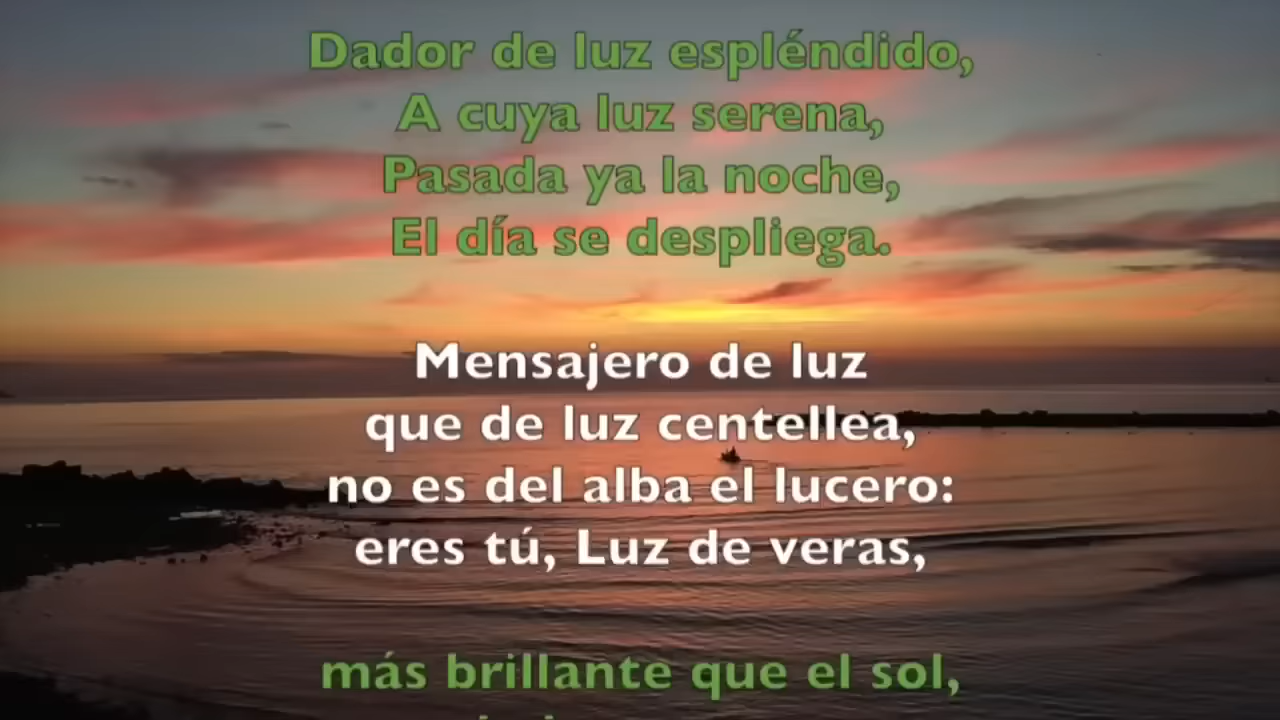 Dador de luz espléndido,
A cuya luz serena,
Pasada ya la noche,
El día se despliega.
Mensajero de luz
que de luz centellea,
no es del alba el lucero:
eres tú, Luz de veras,
más brillante que el sol,